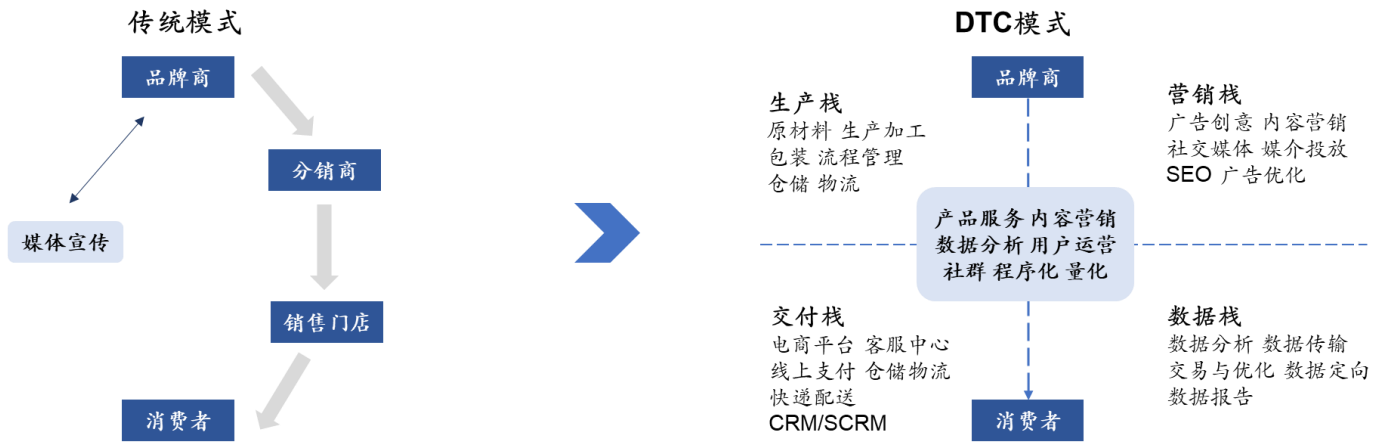 传统模式
品牌商
分销商
媒体宣传
销售门店
消费者
DTC模式
品牌商
生产栈
原材料 生产加工
包装 流程管理
仓储 物流
营销栈
广告创意 内容营销
社交媒体 媒介投放
SEO 广告优化
产品服务 内容营销
数据分析 用户运营
社群 程序化 量化
交付栈
电商平台 客服中心
线上支付 仓储物流
快递配送
CRM/SCRM
数据栈
数据分析 数据传输
交易与优化 数据定向
数据报告
消费者